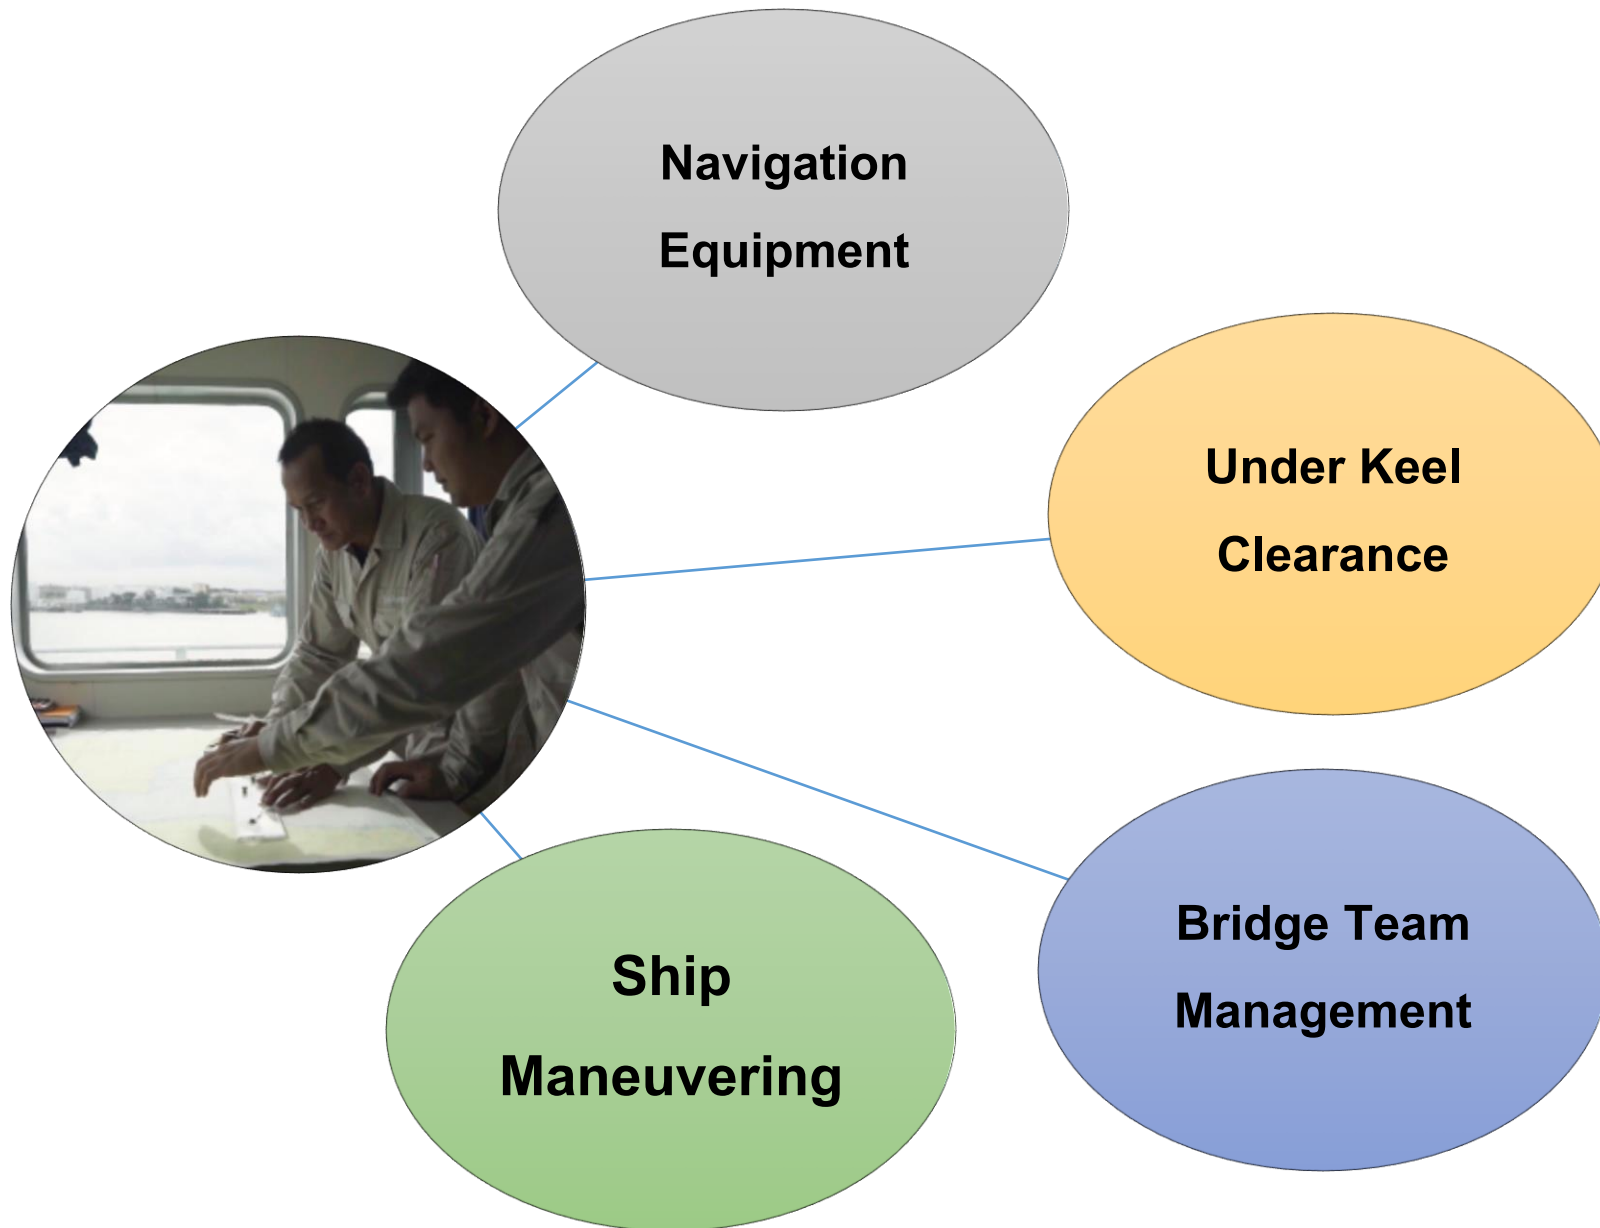 Navigation
Equipment
Under Keel
Clearance
Bridge Team
Management
Ship
Maneuvering